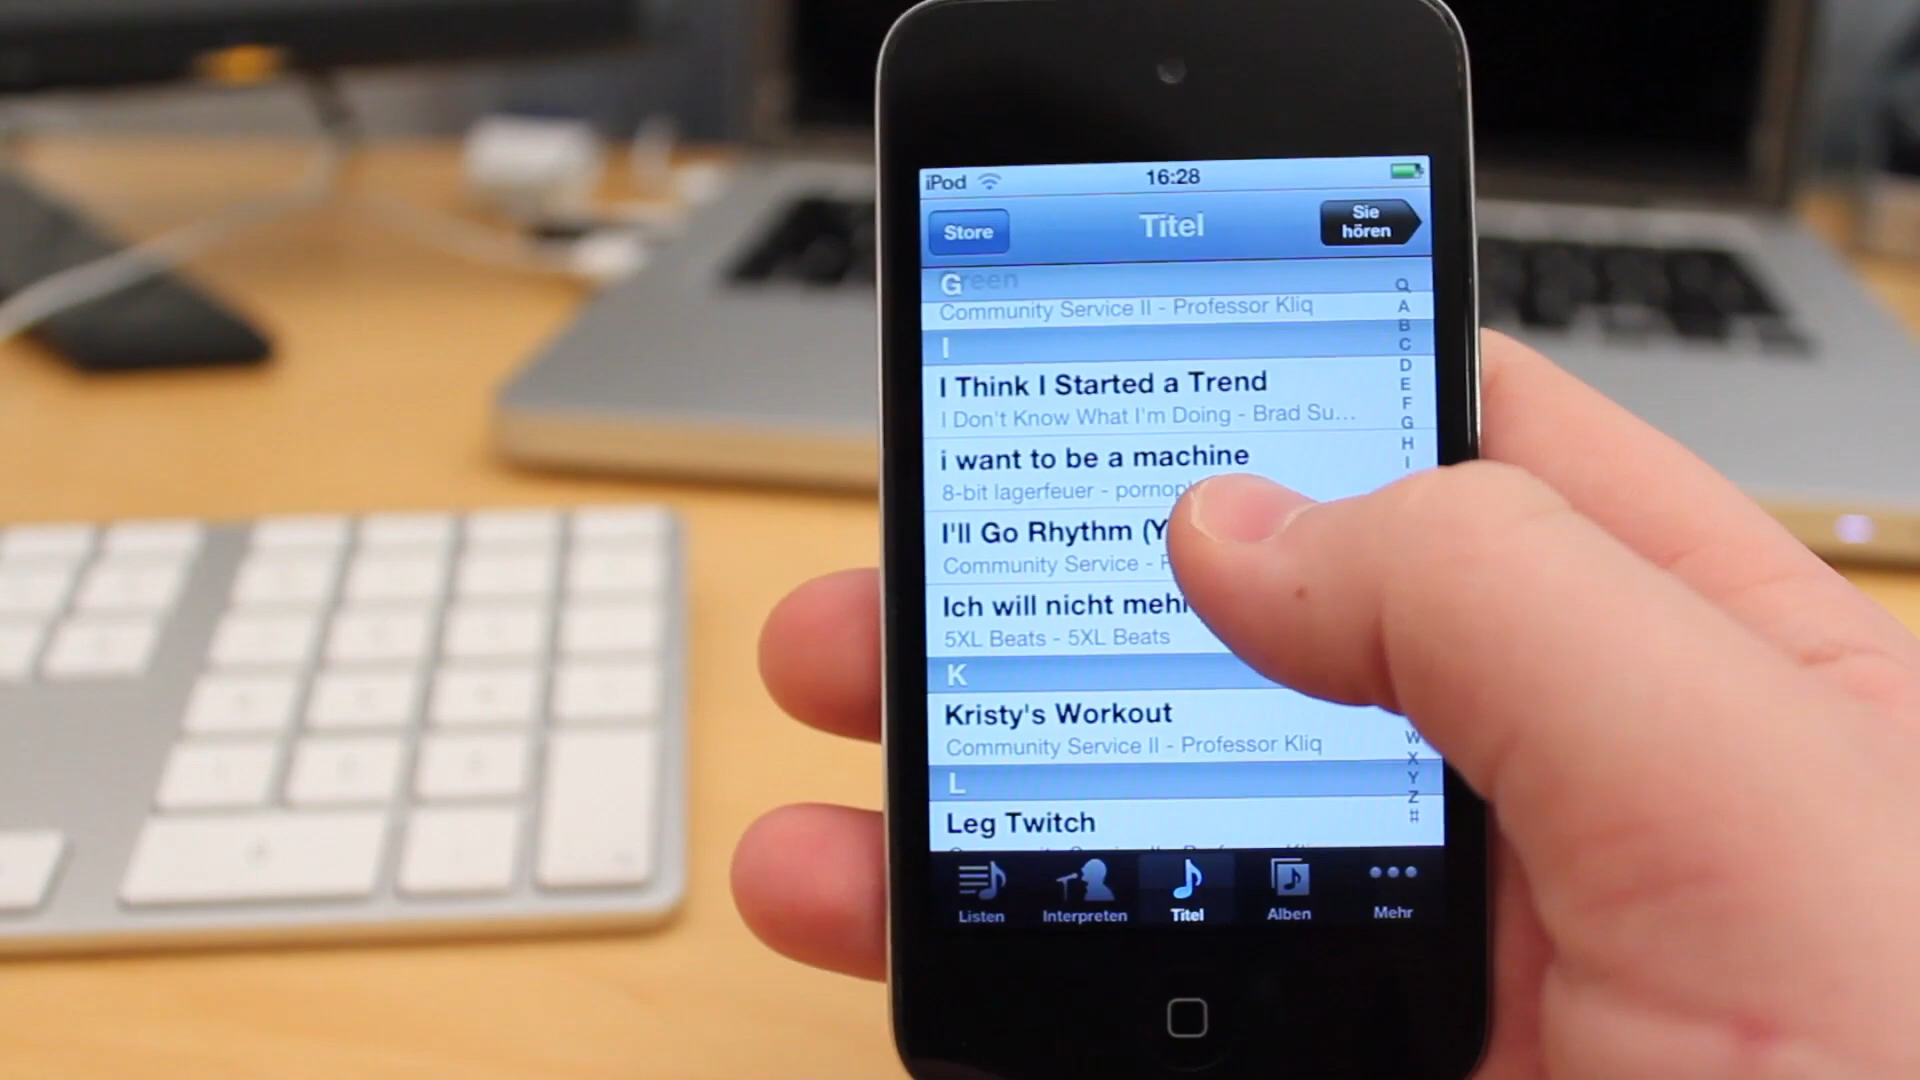 iPod 16:28
Store Titel Sie hören
G
Green
Community Service II - Professor Kliq
I
I Think I Started a Trend
I Don't Know What I'm Doing - Brad Su...
i want to be a machine
8-bit lagerfeuer -
I'll Go Rhythm
Community Service -
Ich will nicht mehr
5XL Beats - 5XL Beats
K
Kristy's Workout
Community Service II - Professor Kliq
L
Leg Twitch
A
B
C
D
E
F
G
H
I
W
X
Y
Z
#
Listen Interpreten Titel Alben Mehr